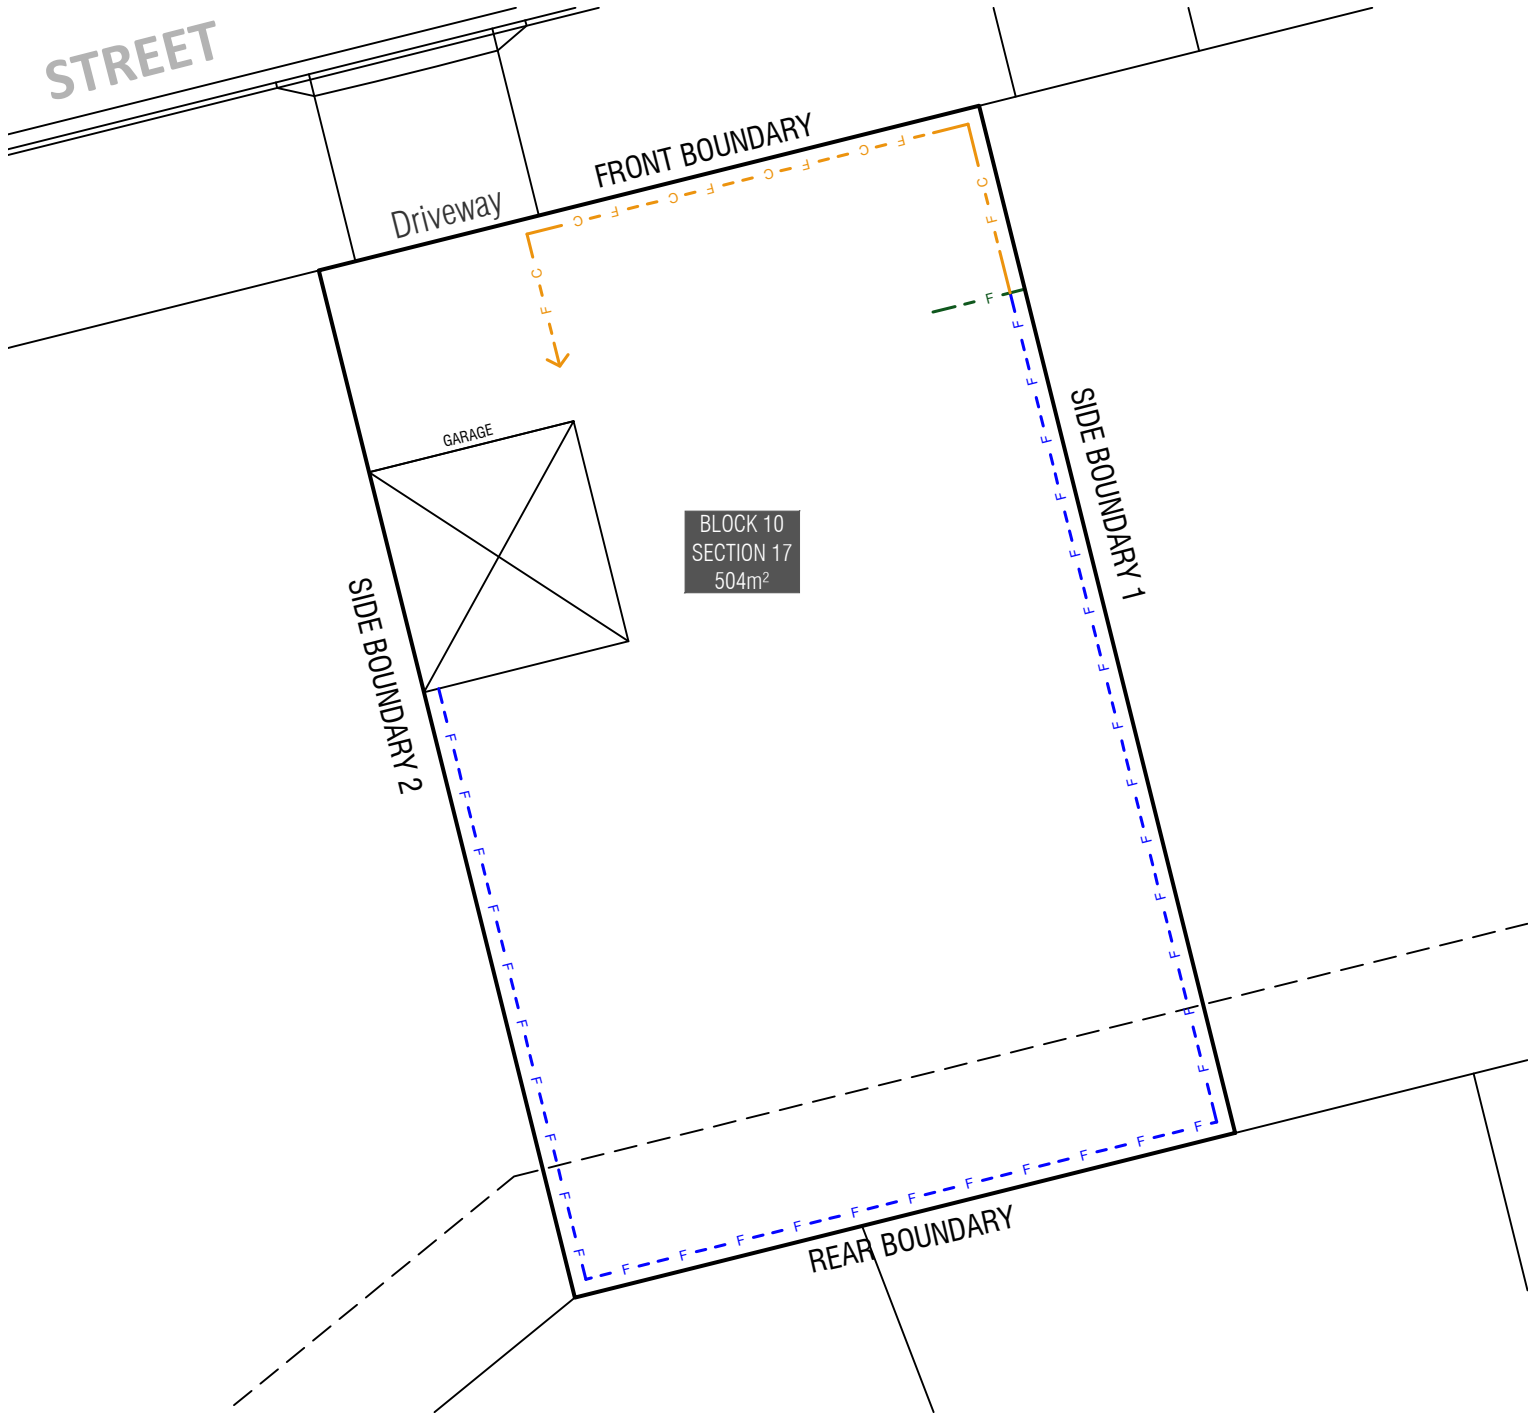 STREET
FRONT BOUNDARY
Driveway
F C F C F C F C
C F
C F F
F
GARAGE
BLOCK 10
SECTION 17
504m²
SIDE BOUNDARY 1
SIDE BOUNDARY 2
F F F F F F F F F F F F F F
F F F F F F F F F F
F F F F F F F F F F F
REAR BOUNDARY